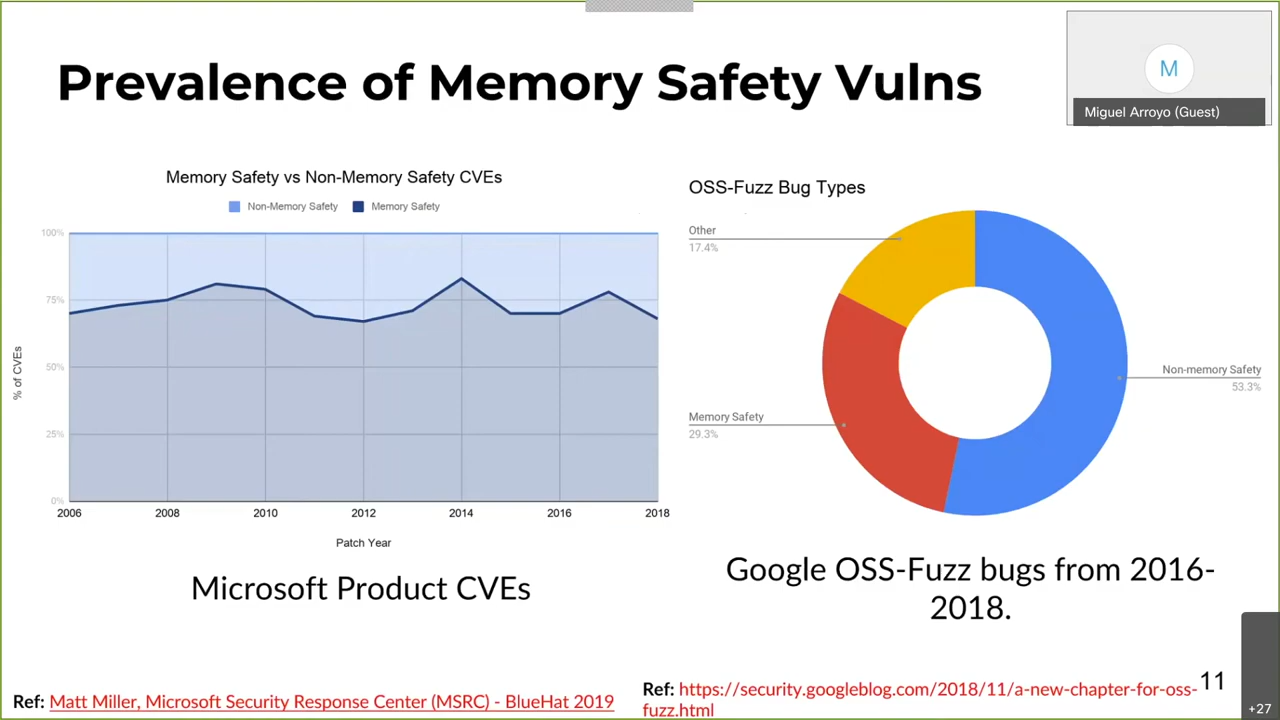 Prevalence of Memory Safety Vulns
M
Miguel Arroyo (Guest)
Memory Safety vs Non-Memory Safety CVEs
Non-Memory Safety Memory Safety
100%
75%
50%
25%
0%
% of CVEs
2006 2008 2010 2012 2014 2016 2018
Patch Year
Microsoft Product CVEs
OSS-Fuzz Bug Types
Other
17.4%
Non-memory Safety
53.3%
Memory Safety
29.3%
Google OSS-Fuzz bugs from 2016-
2018.
Ref: Matt Miller, Microsoft Security Response Center (MSRC) - BlueHat 2019
Ref: https://security.googleblog.com/2018/11/a-new-chapter-for-oss-
fuzz.html
11
+27